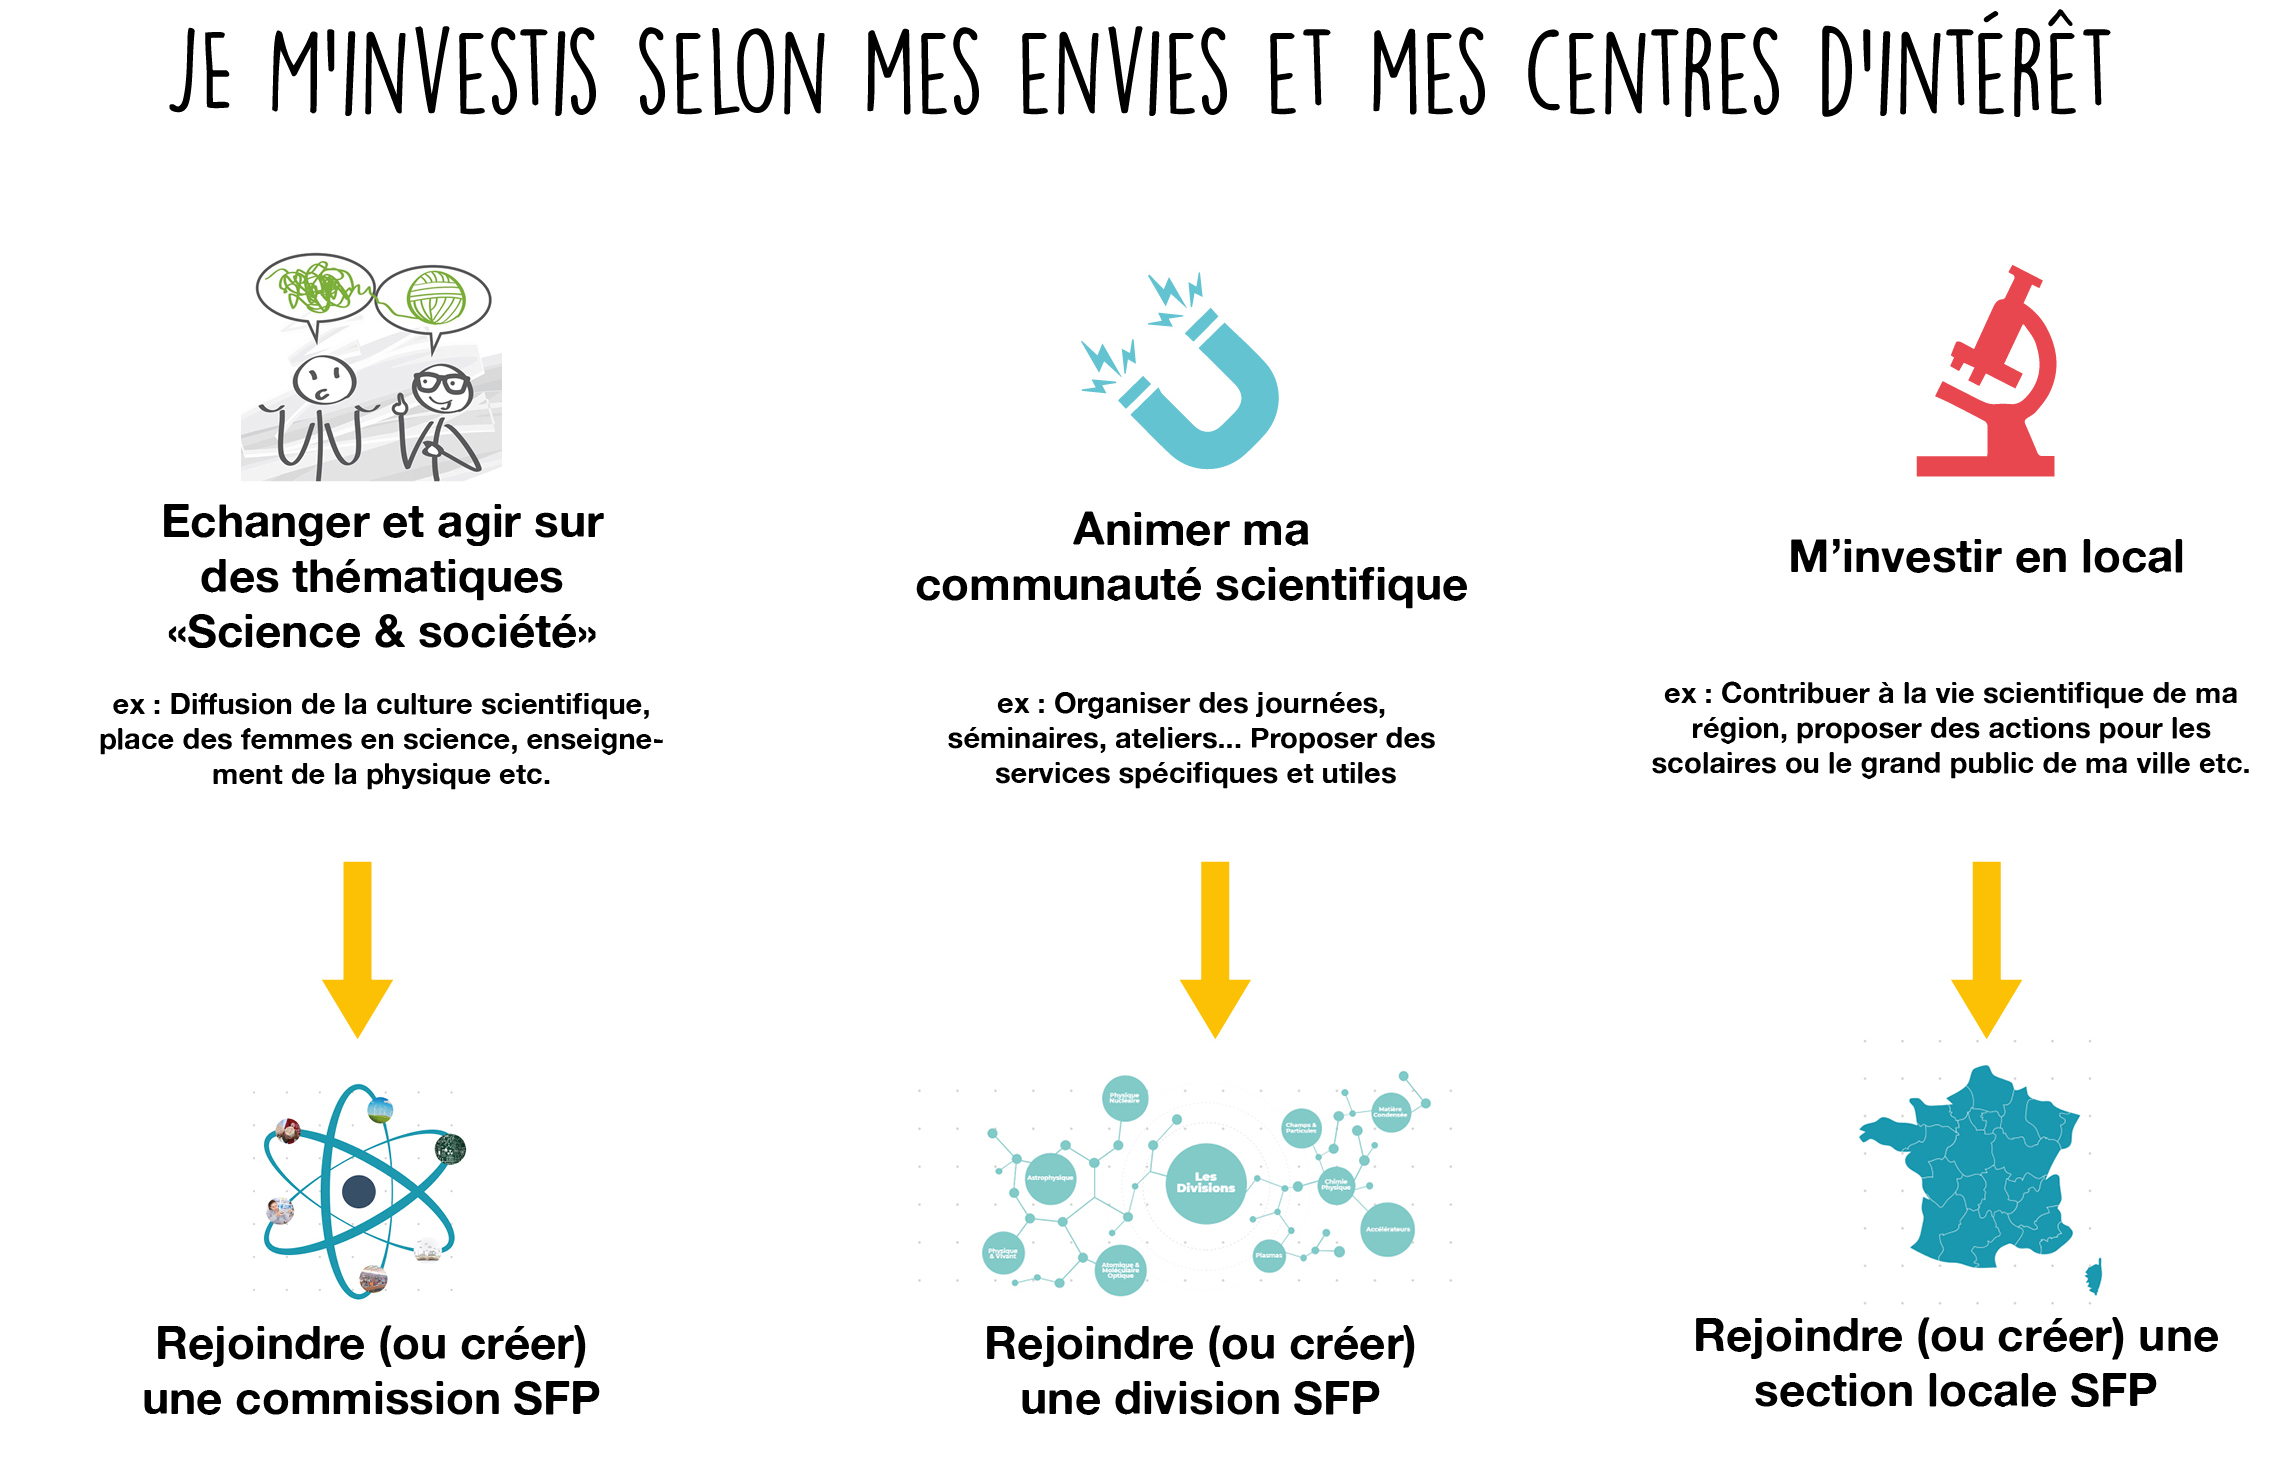 JE M'INVESTIS SELON MES ENVIES ET MES CENTRES D'INTÉRÊT
Echanger et agir sur
des thématiques
«Science & société»
ex : Diffusion de la culture scientifique,
place des femmes en science, enseigne-
ment de la physique etc.
Rejoindre (ou créer)
une commission SFP
Animer ma
communauté scientifique
ex : Organiser des journées,
séminaires, ateliers... Proposer des
services spécifiques et utiles
Physique
Nucléaire
Astrophysique
Physique
& Vivant
Atomique &
Moléculaire
Optique
Les
Divisions
Champs &
Particules
Matière
Condensée
Chimie
Physique
Accélérateurs
Plasmas
Rejoindre (ou créer)
une division SFP
M’investir en local
ex : Contribuer à la vie scientifique de ma
région, proposer des actions pour les
scolaires ou le grand public de ma ville etc.
Rejoindre (ou créer) une
section locale SFP